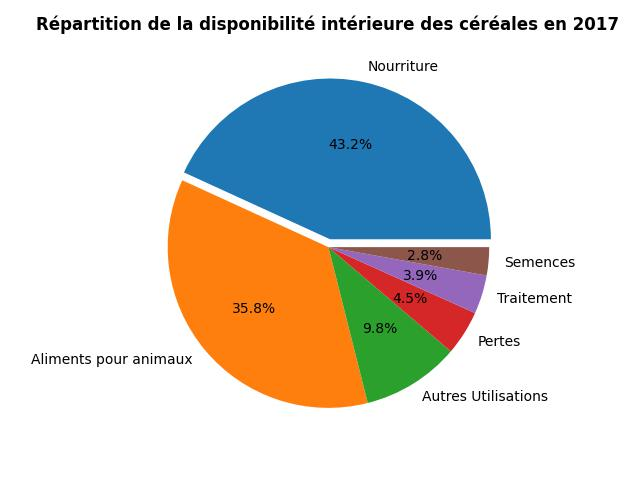 Répartition de la disponibilité intérieure des céréales en 2017
Nourriture
43.2%
2.8%
Semences
3.9%
Traitement
4.5%
35.8%
9.8%
Pertes
Aliments pour animaux
Autres Utilisations